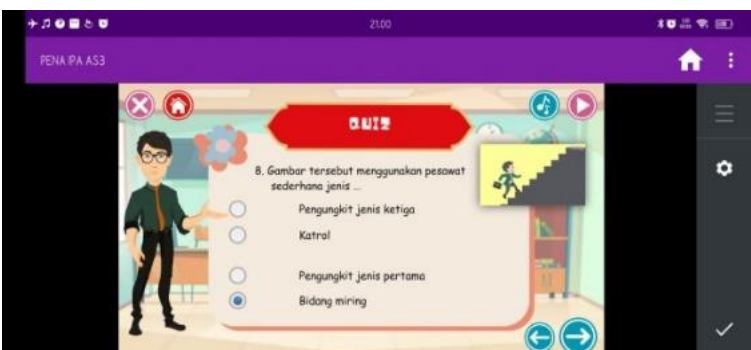 21.00
PENA IPA AS3
QUIZ
8. Gambar tersebut menggunakan pesawat
sederhana jenis ...
Pengungkit jenis ketiga
Katrol
Pengungkit jenis pertama
Bidang miring